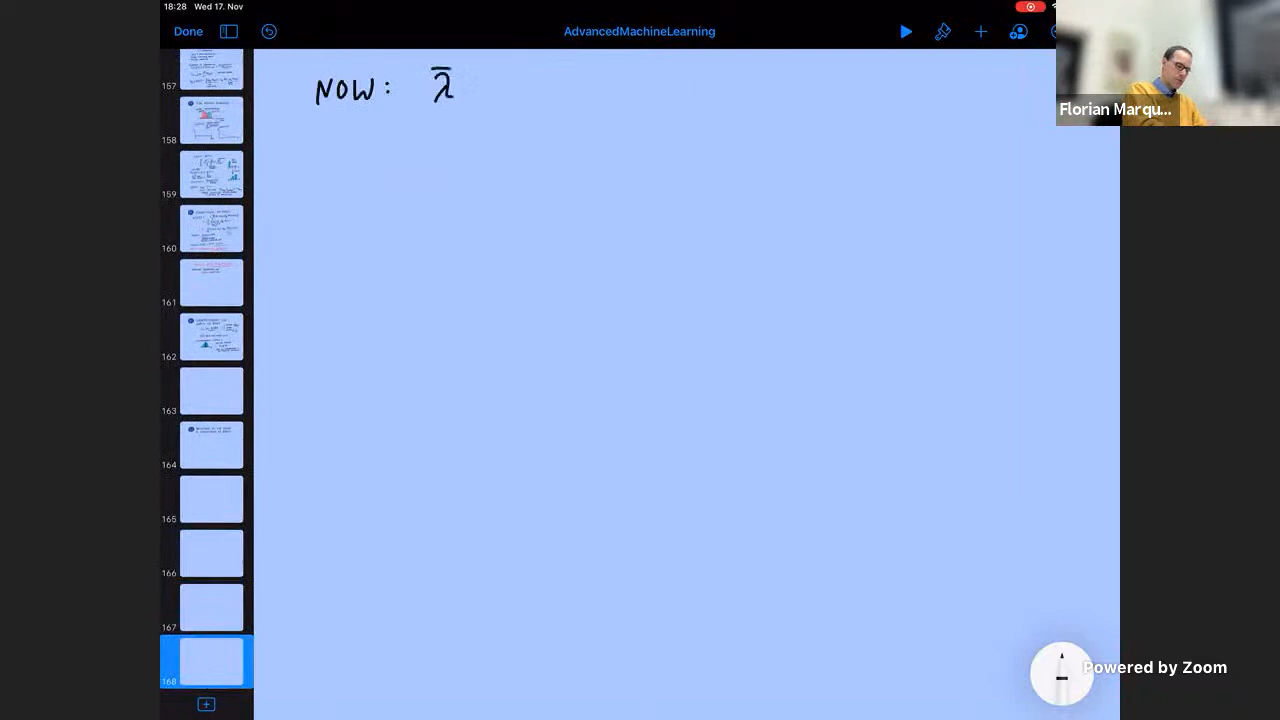 18:28 Wed 17. Nov
Done
AdvancedMachineLearning
NOW: λ̄
Florian Marqu...
157
158
159
160
161
162
163
164
165
166
167
168
Powered by Zoom